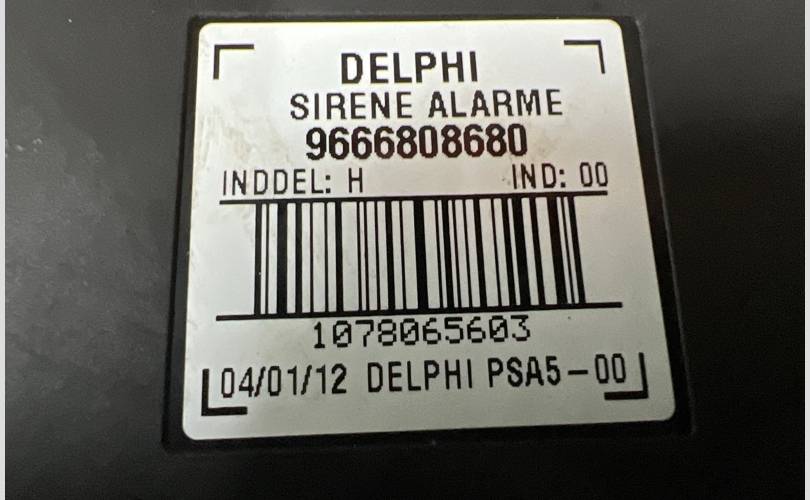 DELPHI
SIRENE ALARME
9666808680
INDDEL: H IND: 00
1078065603
04/01/12 DELPHI PSA5-00